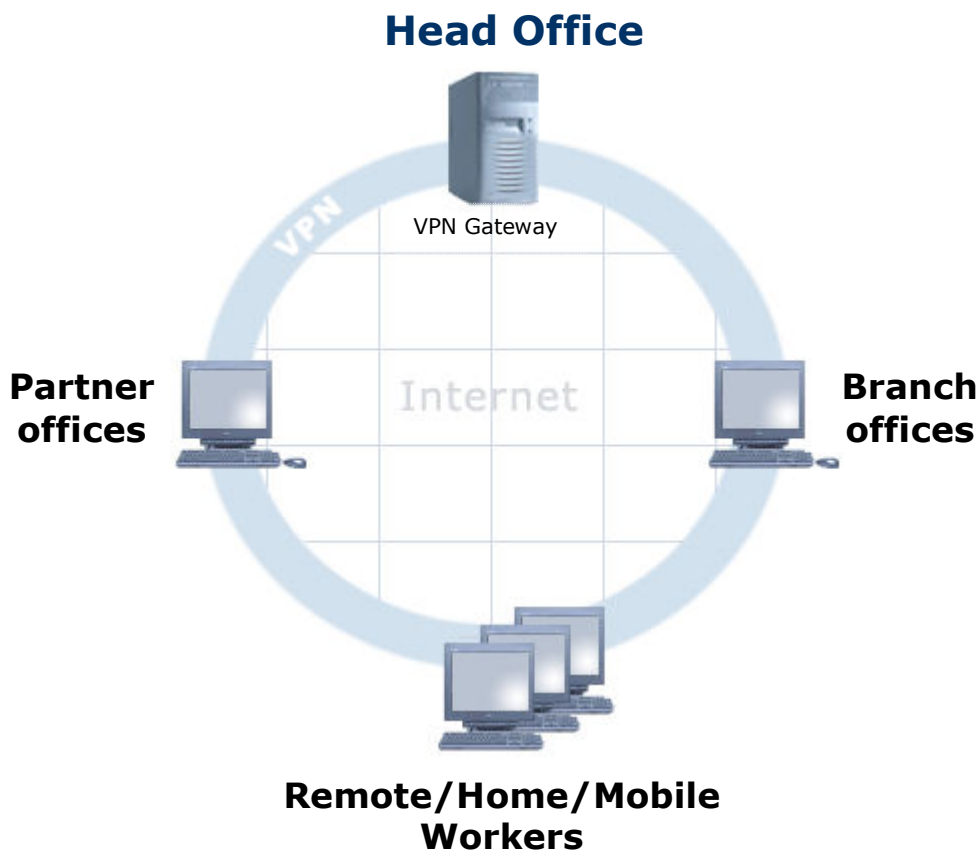 Head Office
VPN
VPN Gateway
Partner
offices
Internet
Branch
offices
Remote/Home/Mobile
Workers